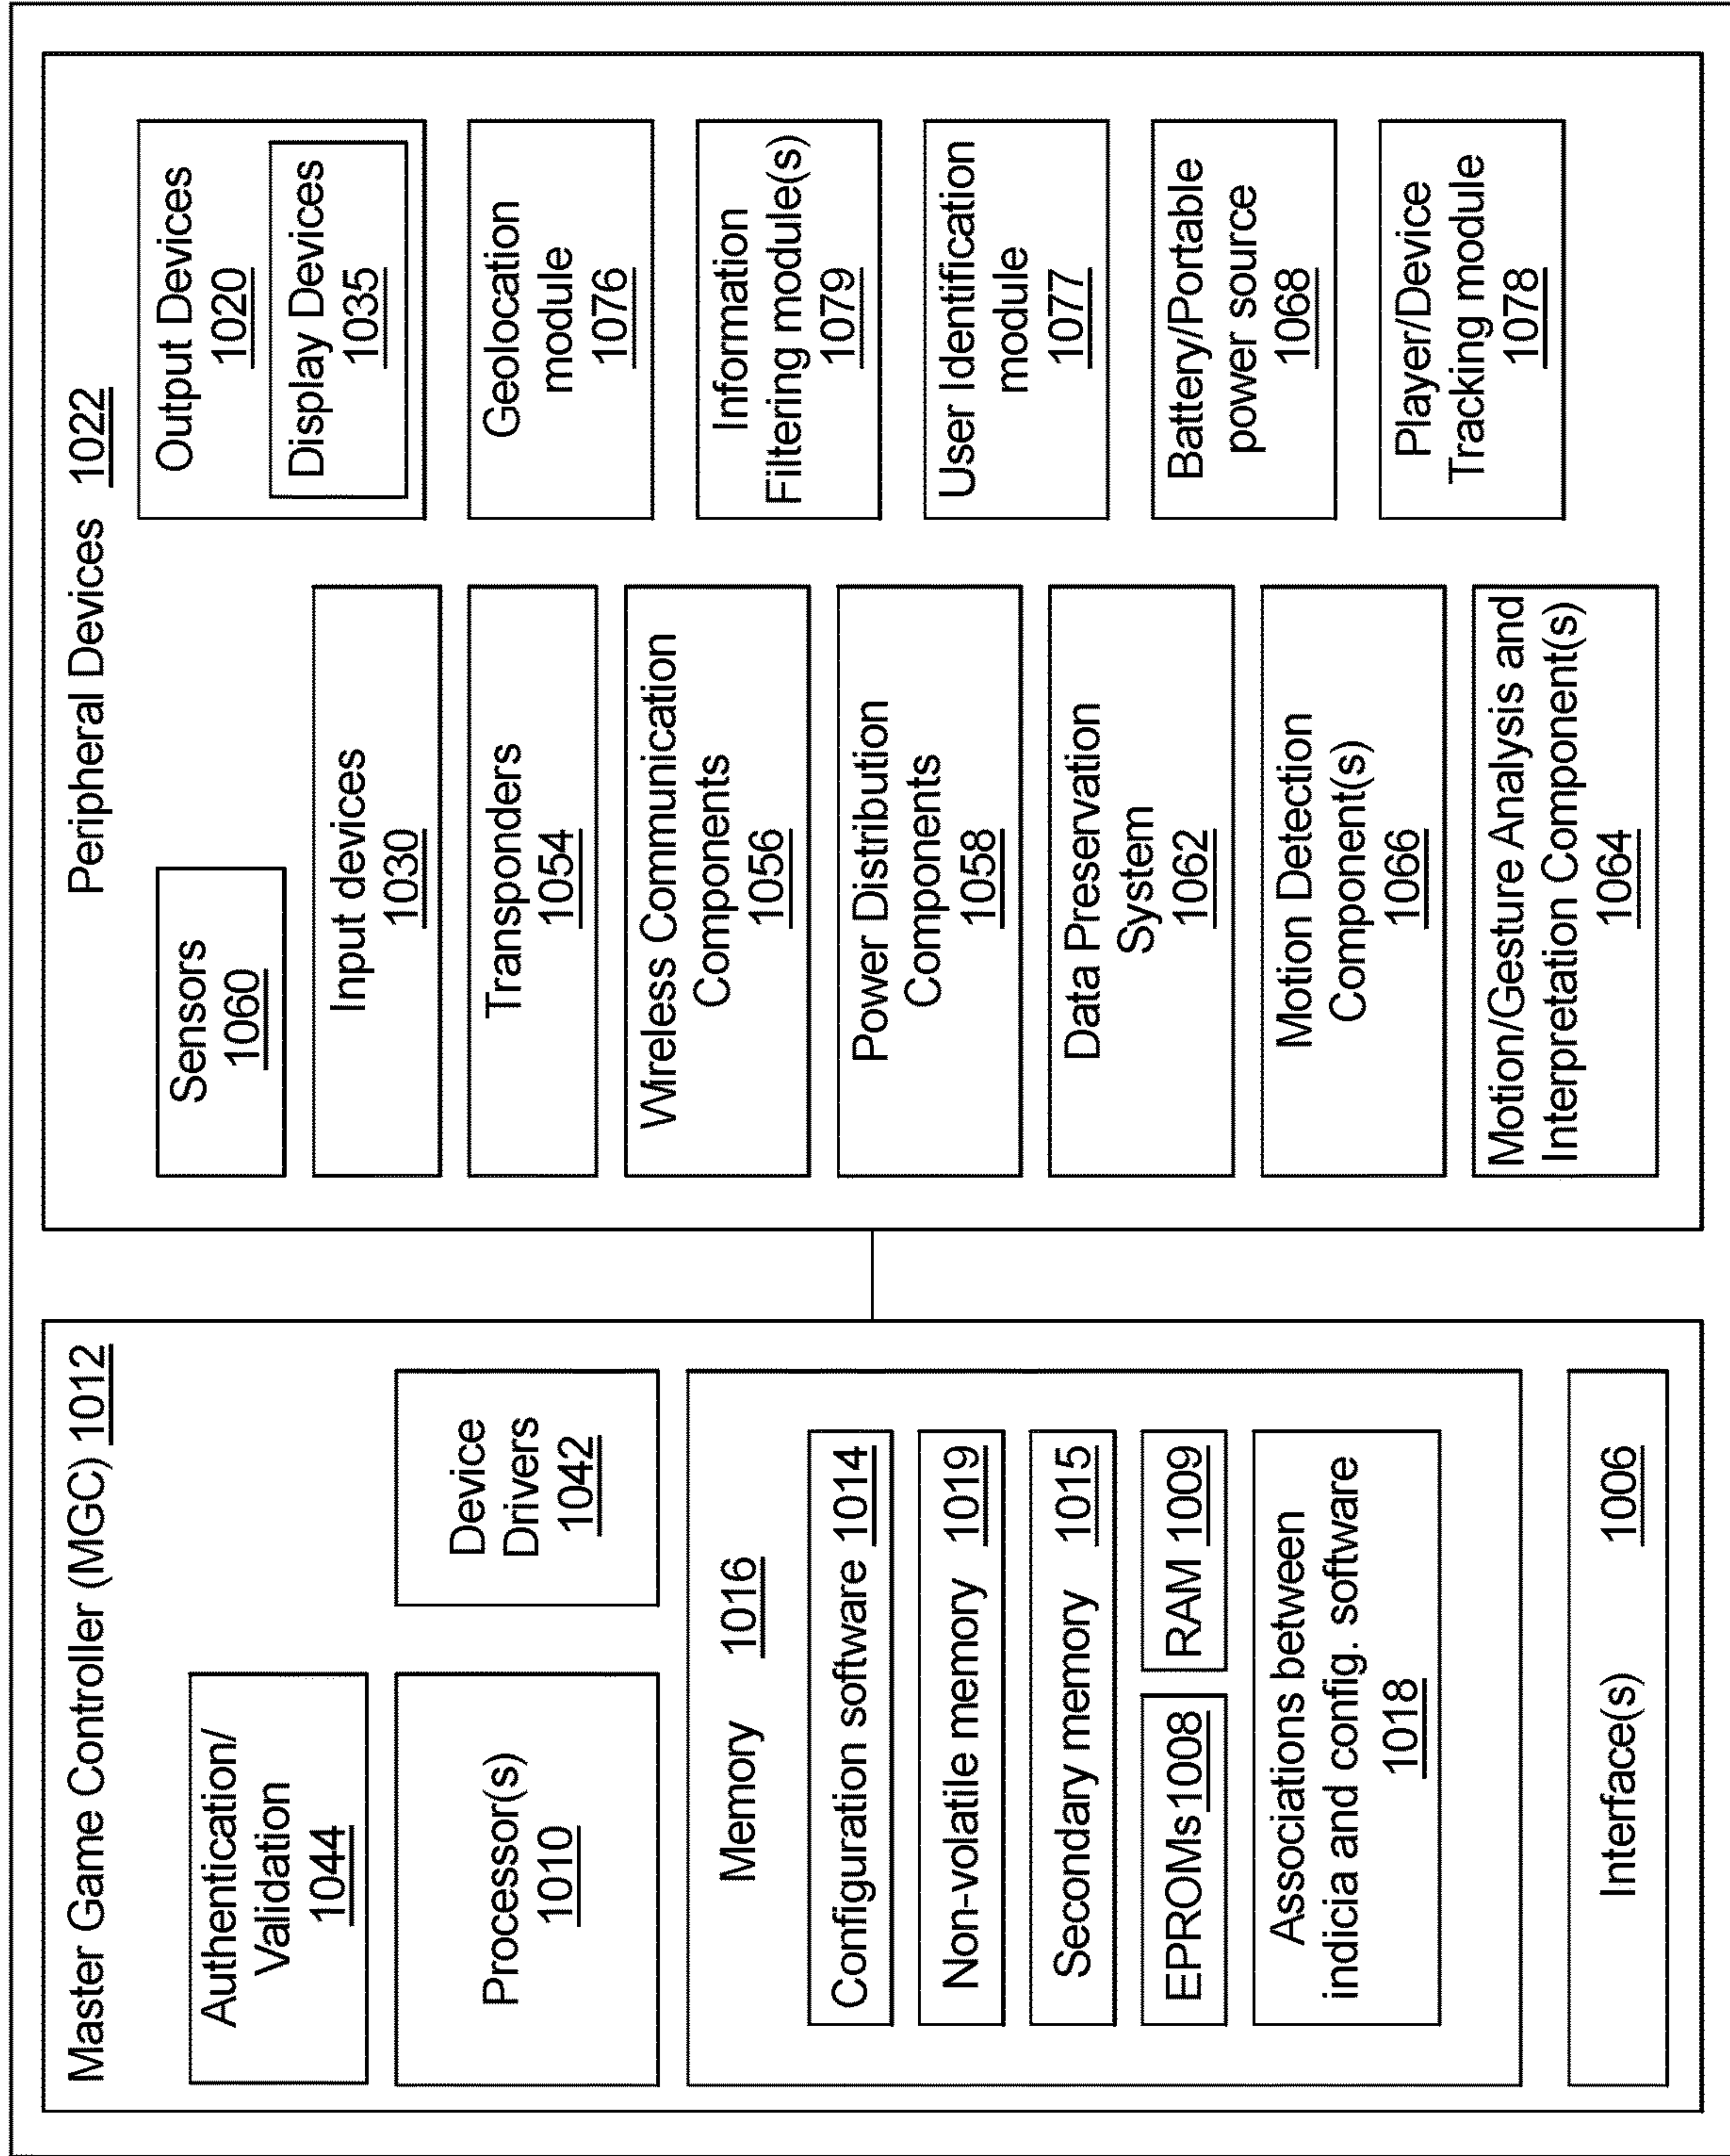 Master Game Controller (MGC) 1012
Authentication/
Validation
1044
Processor(s)
1010
Device
Drivers
1042
Memory 1016
Configuration software 1014
Non-volatile memory 1019
Secondary memory 1015
EPROMs 1008
RAM 1009
Associations between
indicia and config. software
1018
Interface(s) 1006
Peripheral Devices 1022
Sensors
1060
Input devices
1030
Transponders
1054
Wireless Communication
Components
1056
Power Distribution
Components
1058
Data Preservation
System
1062
Motion Detection
Component(s)
1066
Motion/Gesture Analysis and
Interpretation Component(s)
1064
Output Devices
1020
Display Devices
1035
Geolocation
module
1076
Information
Filtering module(s)
1079
User Identification
module
1077
Battery/Portable
power source
1068
Player/Device
Tracking module
1078